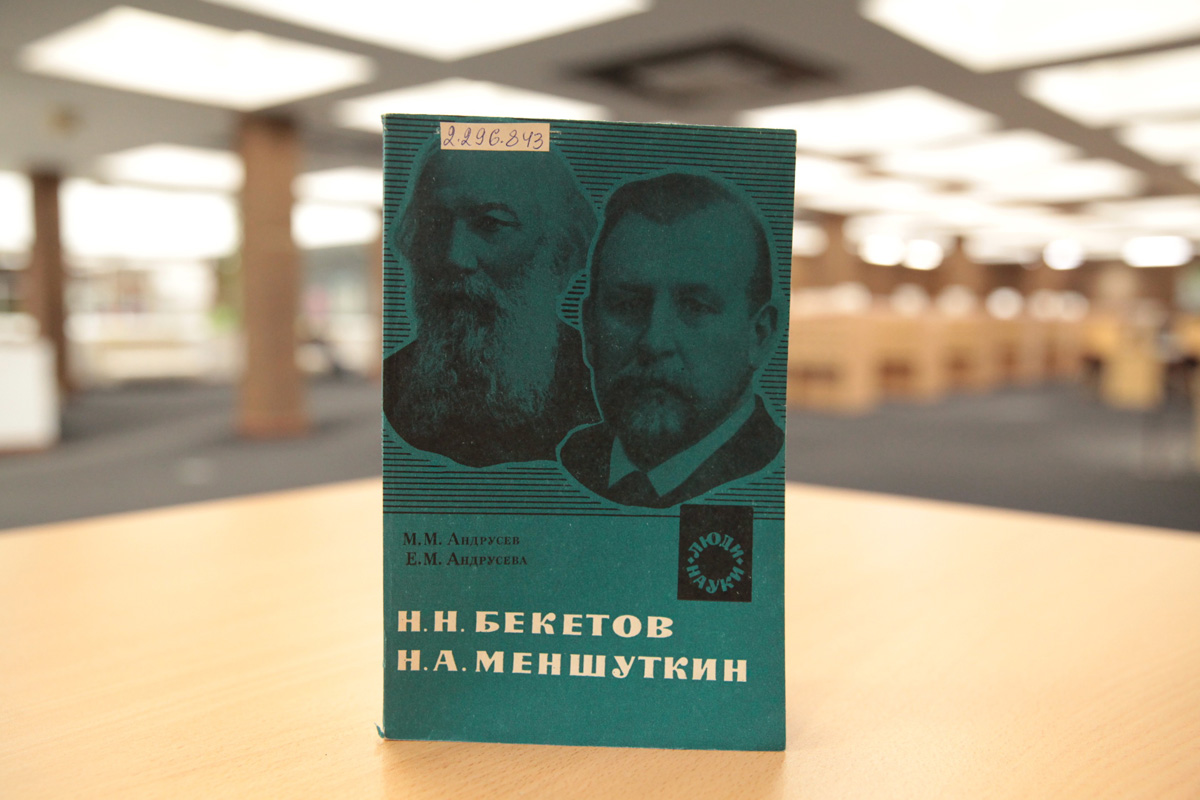 2.296.843
М.М. Андрусев
Е.М. Андрусева
ЛЮДИ
НАУКИ
Н.Н. БЕКЕТОВ
Н.А. МЕНШУТКИН